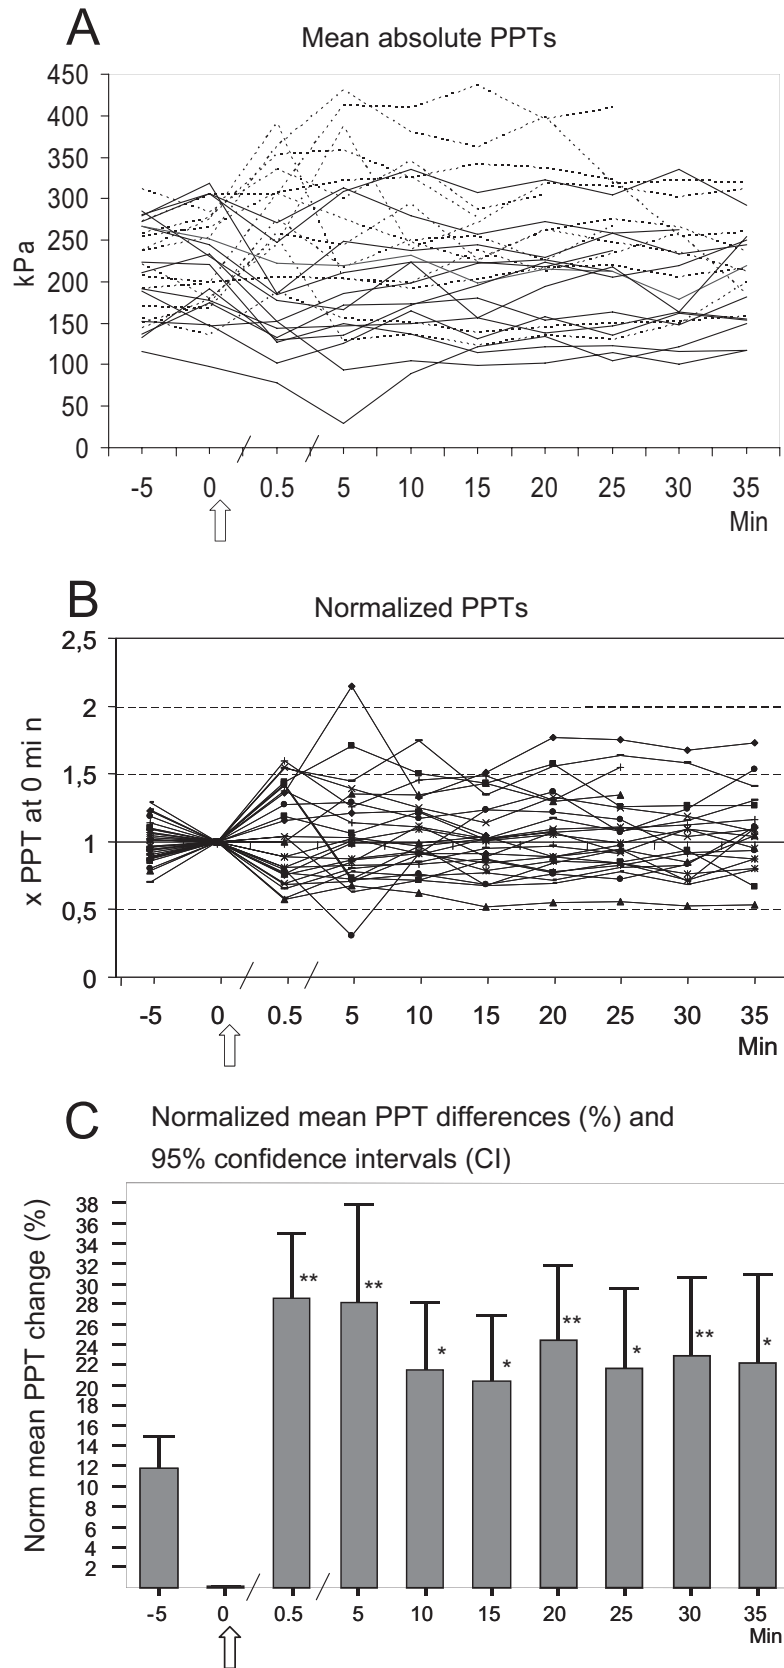 A
Mean absolute PPTs
450
400
350
300
250
200
150
100
50
0
kPa
-5 0 0.5 5 10 15 20 25 30 35
Min
B
Normalized PPTs
2,5
2
1,5
1
0,5
0
x PPT at 0 mi n
-5 0 0.5 5 10 15 20 25 30 35
Min
C
Normalized mean PPT differences (%) and
95% confidence intervals (CI)
38
36
34
32
30
28
26
24
22
20
18
16
14
12
10
8
6
4
2
Norm mean PPT change (%)
** ** * * ** * ** *
-5 0 0.5 5 10 15 20 25 30 35
Min